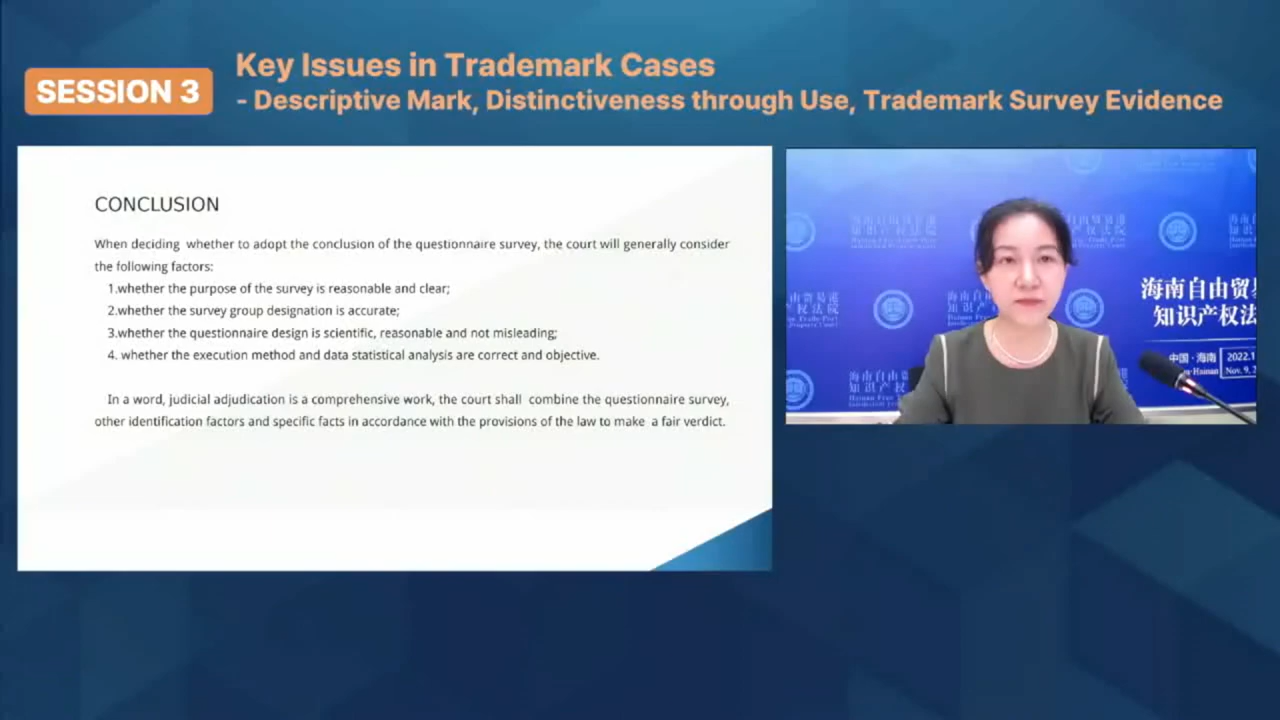 SESSION 3
Key Issues in Trademark Cases
- Descriptive Mark, Distinctiveness through Use, Trademark Survey Evidence
CONCLUSION
When deciding whether to adopt the conclusion of the questionnaire survey, the court will generally consider
the following factors:
1.whether the purpose of the survey is reasonable and clear;
2.whether the survey group designation is accurate;
3.whether the questionnaire design is scientific, reasonable and not misleading;
4. whether the execution method and data statistical analysis are correct and objective.
In a word, judicial adjudication is a comprehensive work, the court shall combine the questionnaire survey,
other identification factors and specific facts in accordance with the provisions of the law to make a fair verdict.
海南自由贸易
知识产权法
中国·海南
2022.1
Hainan
Nov. 9, 2